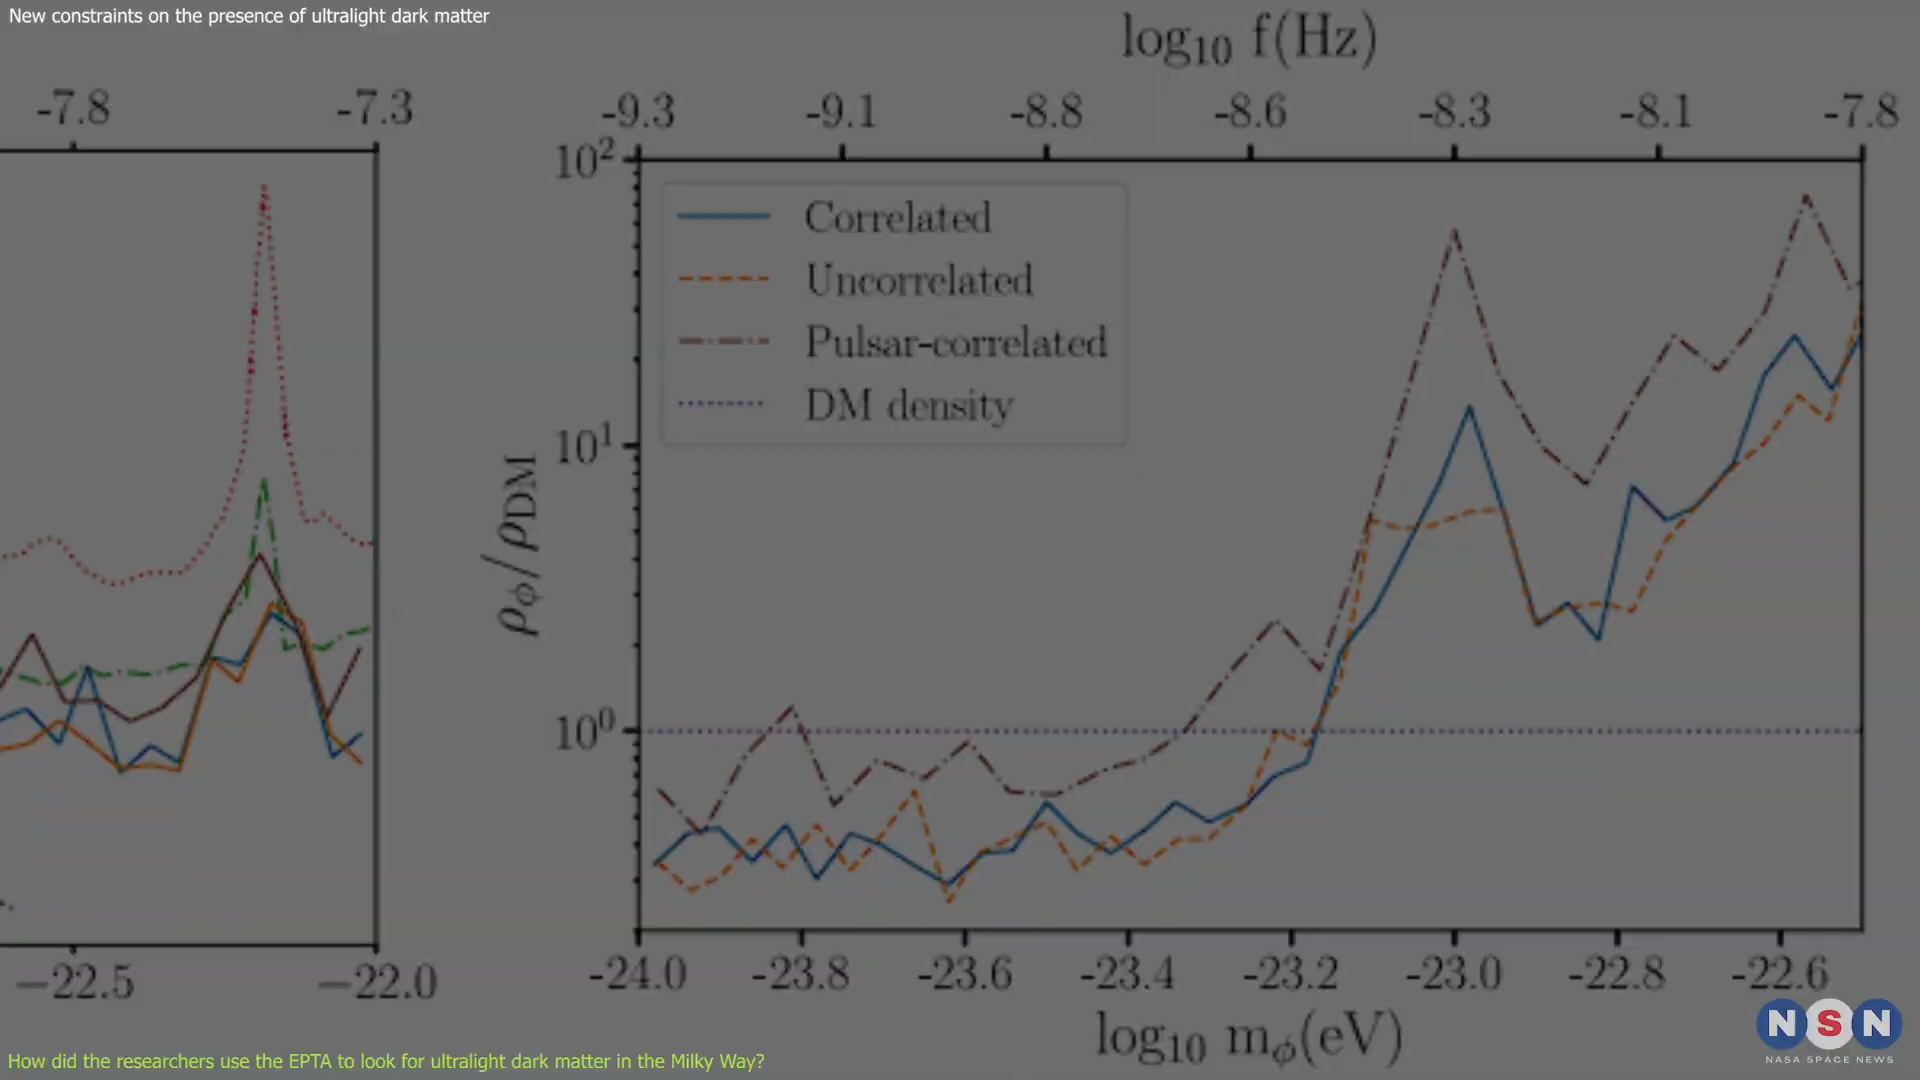 New constraints on the presence of ultralight dark matter
log10 f(Hz)
-7.8 -7.3
-9.3 -9.1 -8.8 -8.6 -8.3 -8.1 -7.8
10²
Correlated
Uncorrelated
Pulsar-correlated
DM density
10¹
ρϕ/ρDM
10⁰
−22.5 −22.0
-24.0 -23.8 -23.6 -23.4 -23.2 -23.0 -22.8 -22.6
log10 mϕ(eV)
NSN
NASA SPACE NEWS
How did the researchers use the EPTA to look for ultralight dark matter in the Milky Way?